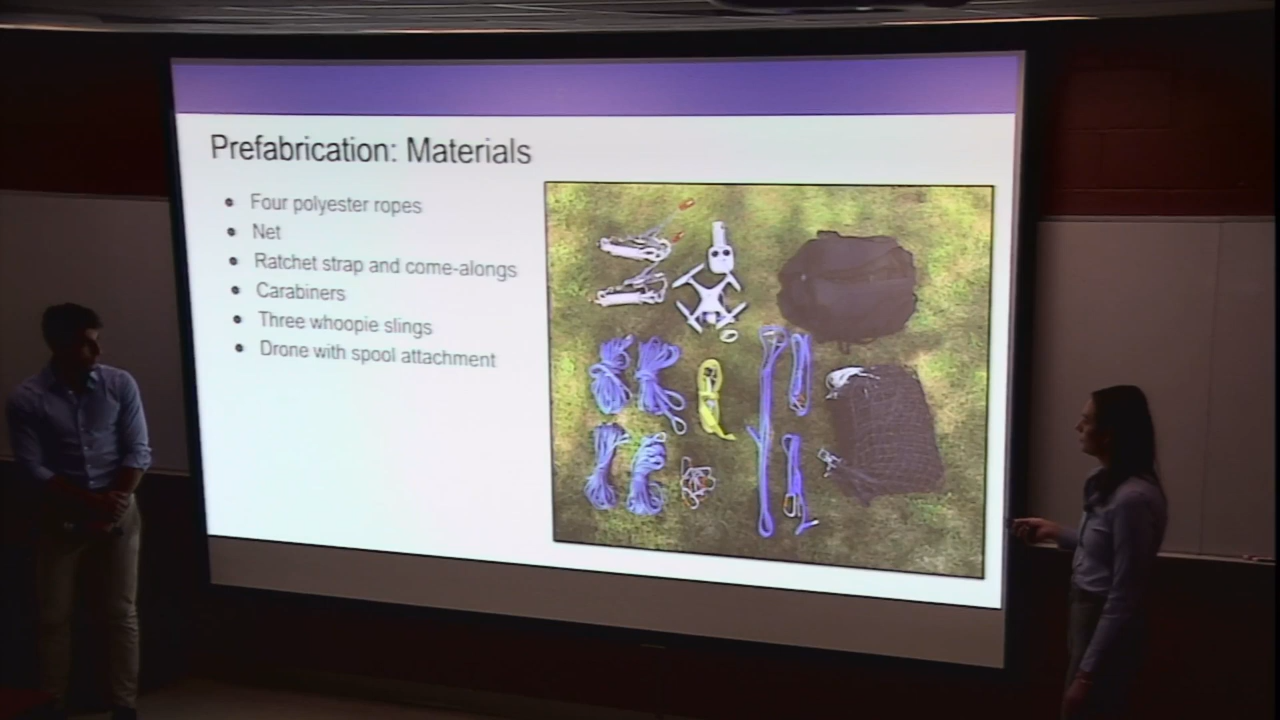 Prefabrication: Materials
Four polyester ropes
Net
Ratchet strap and come-alongs
Carabiners
Three whoopie slings
Drone with spool attachment